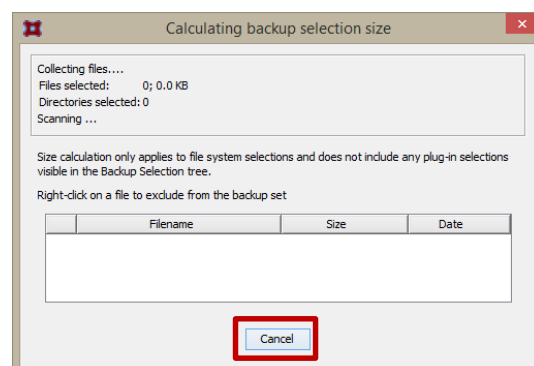 Calculating backup selection size
Collecting files....
Files selected: 0; 0.0 KB
Directories selected: 0
Scanning ...
Size calculation only applies to file system selections and does not include any plug-in selections
visible in the Backup Selection tree.
Right-click on a file to exclude from the backup set
Filename Size Date
Cancel